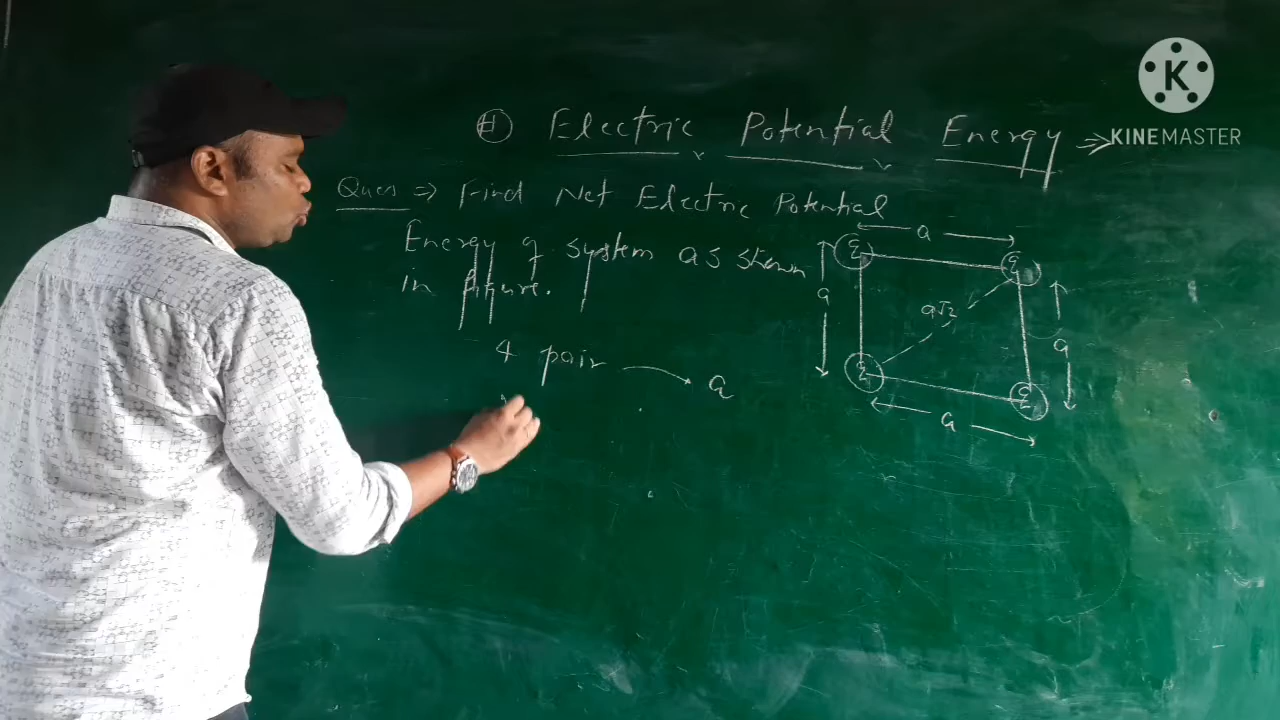 Electric Potential Energy ⇒
KINEMASTER
Ques ⇒ Find Net Electric Potential
Energy of system as shown
in figure.
4 pair → a
a
q q
a a√2 a
q q
a
K